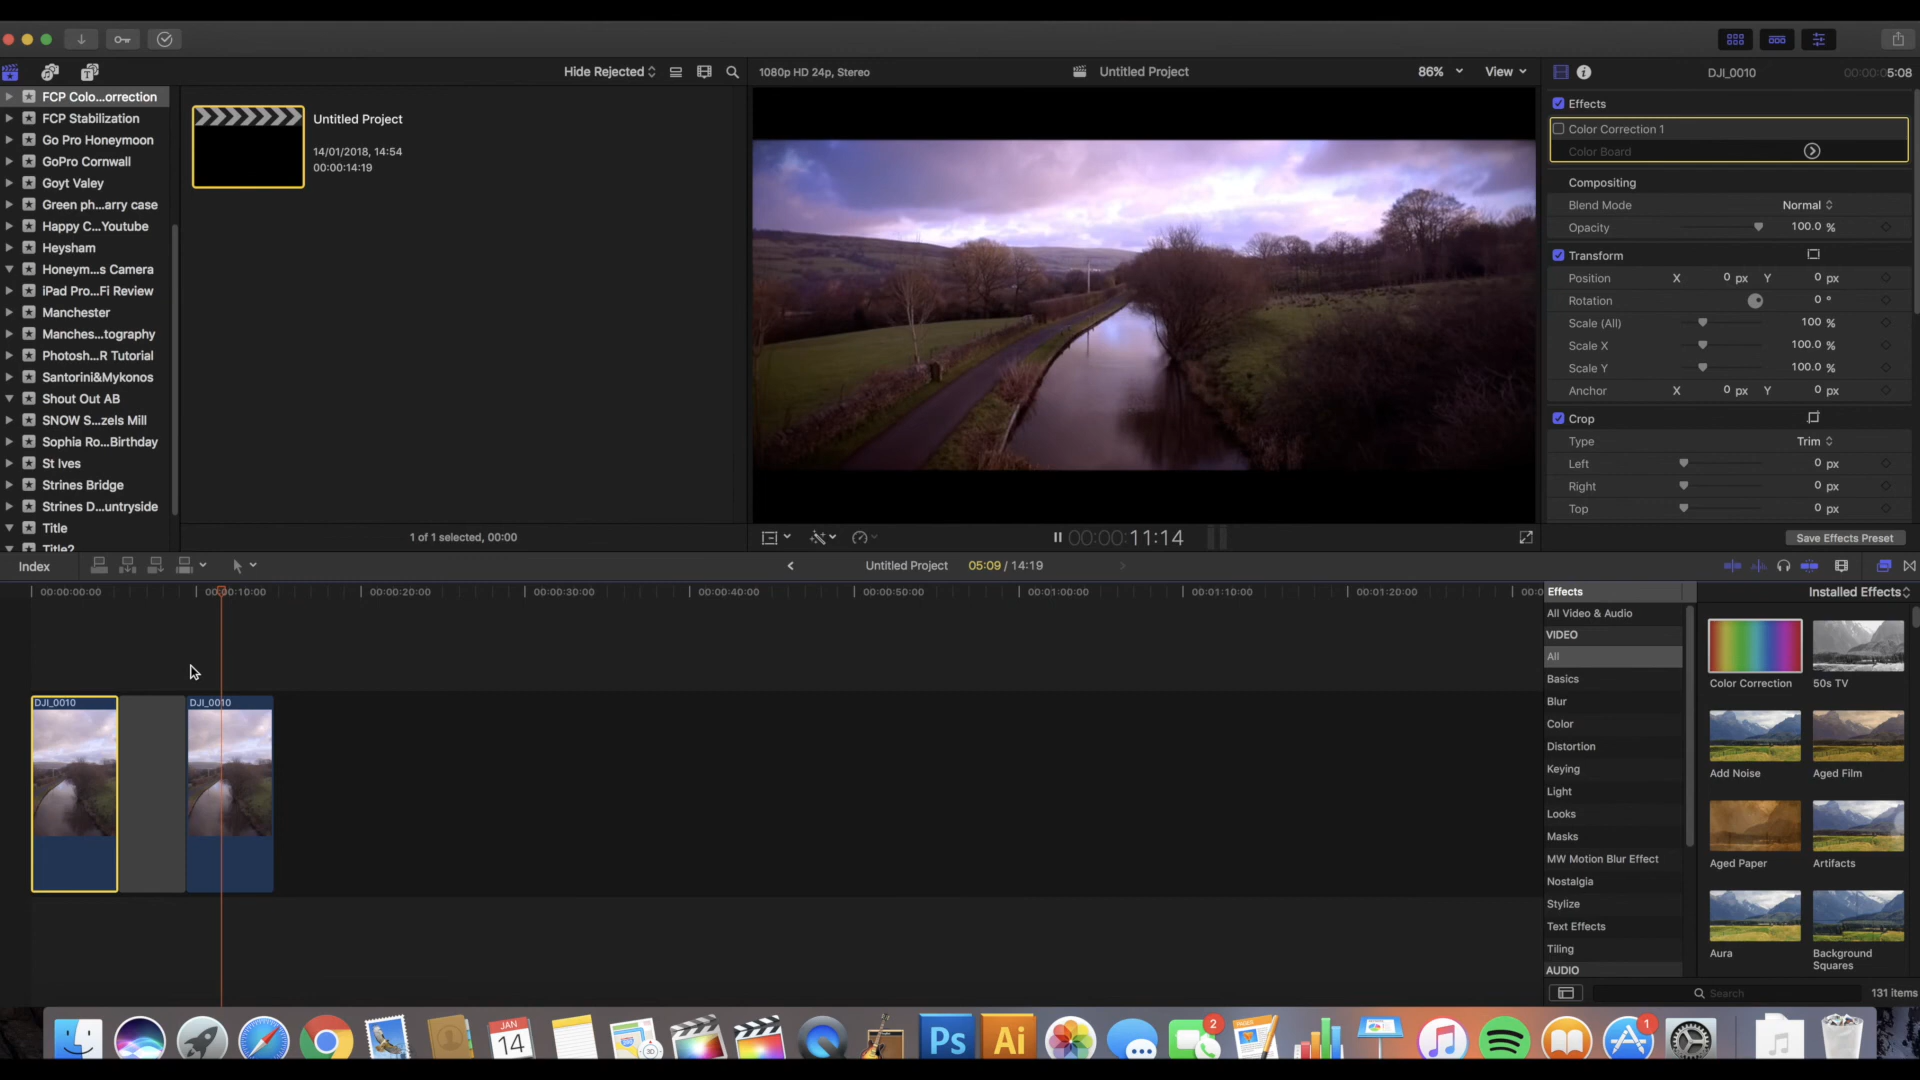 Hide Rejected
1080p HD 24p, Stereo
Untitled Project
86%
View
DJI_0010
00:00:05:08
FCP Colo...orrection
FCP Stabilization
Go Pro Honeymoon
GoPro Cornwall
Goyt Valey
Green ph...arry case
Happy C...Youtube
Heysham
Honeym...s Camera
iPad Pro...Fi Review
Manchester
Manches...tography
Photosh...R Tutorial
Santorini&Mykonos
Shout Out AB
SNOW S...zels Mill
Sophia Ro...Birthday
St Ives
Strines Bridge
Strines D...untryside
Title
Title2
Untitled Project
14/01/2018, 14:54
00:00:14:19
1 of 1 selected, 00:00
00:00:11:14
Effects
Color Correction 1
Color Board
Compositing
Blend Mode Normal
Opacity 100.0 %
Transform
Position X 0 px Y 0 px
Rotation 0 °
Scale (All) 100 %
Scale X 100.0 %
Scale Y 100.0 %
Anchor X 0 px Y 0 px
Crop
Type Trim
Left 0 px
Right 0 px
Top 0 px
Save Effects Preset
Index
Untitled Project 05:09 / 14:19
00:00:00:00
00:00:10:00
00:00:20:00
00:00:30:00
00:00:40:00
00:00:50:00
00:01:00:00
00:01:10:00
00:01:20:00
00:0
DJI_0010
DJI_0010
Effects
Installed Effects
All Video & Audio
VIDEO
All
Basics
Blur
Color
Distortion
Keying
Light
Looks
Masks
MW Motion Blur Effect
Nostalgia
Stylize
Text Effects
Tiling
AUDIO
Color Correction
50s TV
Add Noise
Aged Film
Aged Paper
Artifacts
Aura
Background
Squares
Search
131 items
JAN
14
Ps
Ai
2
PAGES
1